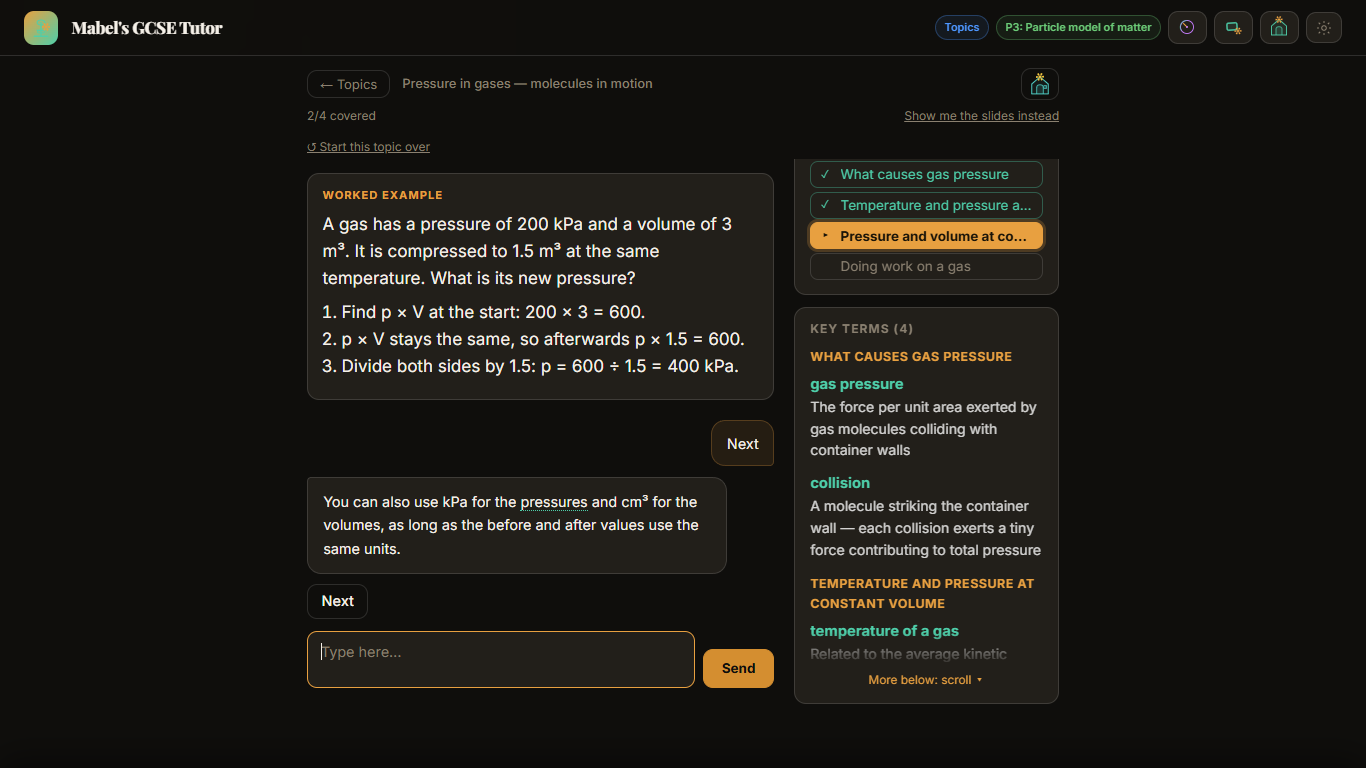 Mabel's GCSE Tutor
Topics
P3: Particle model of matter
← Topics
Pressure in gases — molecules in motion
2/4 covered
Show me the slides instead
↺ Start this topic over
WORKED EXAMPLE
A gas has a pressure of 200 kPa and a volume of 3
m³. It is compressed to 1.5 m³ at the same
temperature. What is its new pressure?
1. Find p × V at the start: 200 × 3 = 600.
2. p × V stays the same, so afterwards p × 1.5 = 600.
3. Divide both sides by 1.5: p = 600 ÷ 1.5 = 400 kPa.
Next
You can also use kPa for the pressures and cm³ for the
volumes, as long as the before and after values use the
same units.
Next
Type here...
Send
✓ What causes gas pressure
✓ Temperature and pressure a...
‣ Pressure and volume at co...
Doing work on a gas
KEY TERMS (4)
WHAT CAUSES GAS PRESSURE
gas pressure
The force per unit area exerted by
gas molecules colliding with
container walls
collision
A molecule striking the container
wall — each collision exerts a tiny
force contributing to total pressure
TEMPERATURE AND PRESSURE AT
CONSTANT VOLUME
temperature of a gas
Related to the average kinetic
More below: scroll ▾